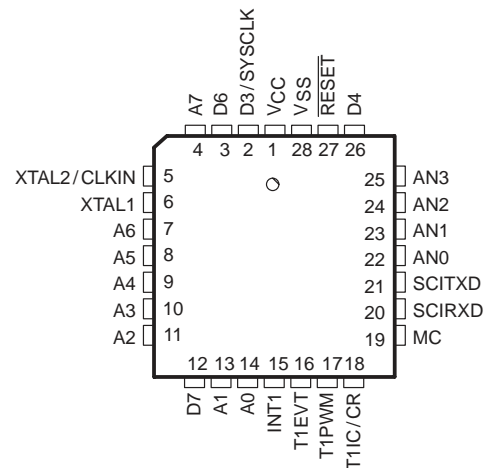 A7
D6
D3/SYSCLK
VCC
VSS
RESET
D4
4
3
2
1
28
27
26
XTAL2/CLKIN
5
25
AN3
XTAL1
6
24
AN2
A6
7
23
AN1
A5
8
22
AN0
A4
9
21
SCITXD
A3
10
20
SCIRXD
A2
11
19
MC
12
13
14
15
16
17
18
D7
A1
A0
INT1
T1EVT
T1PWM
T1IC/CR